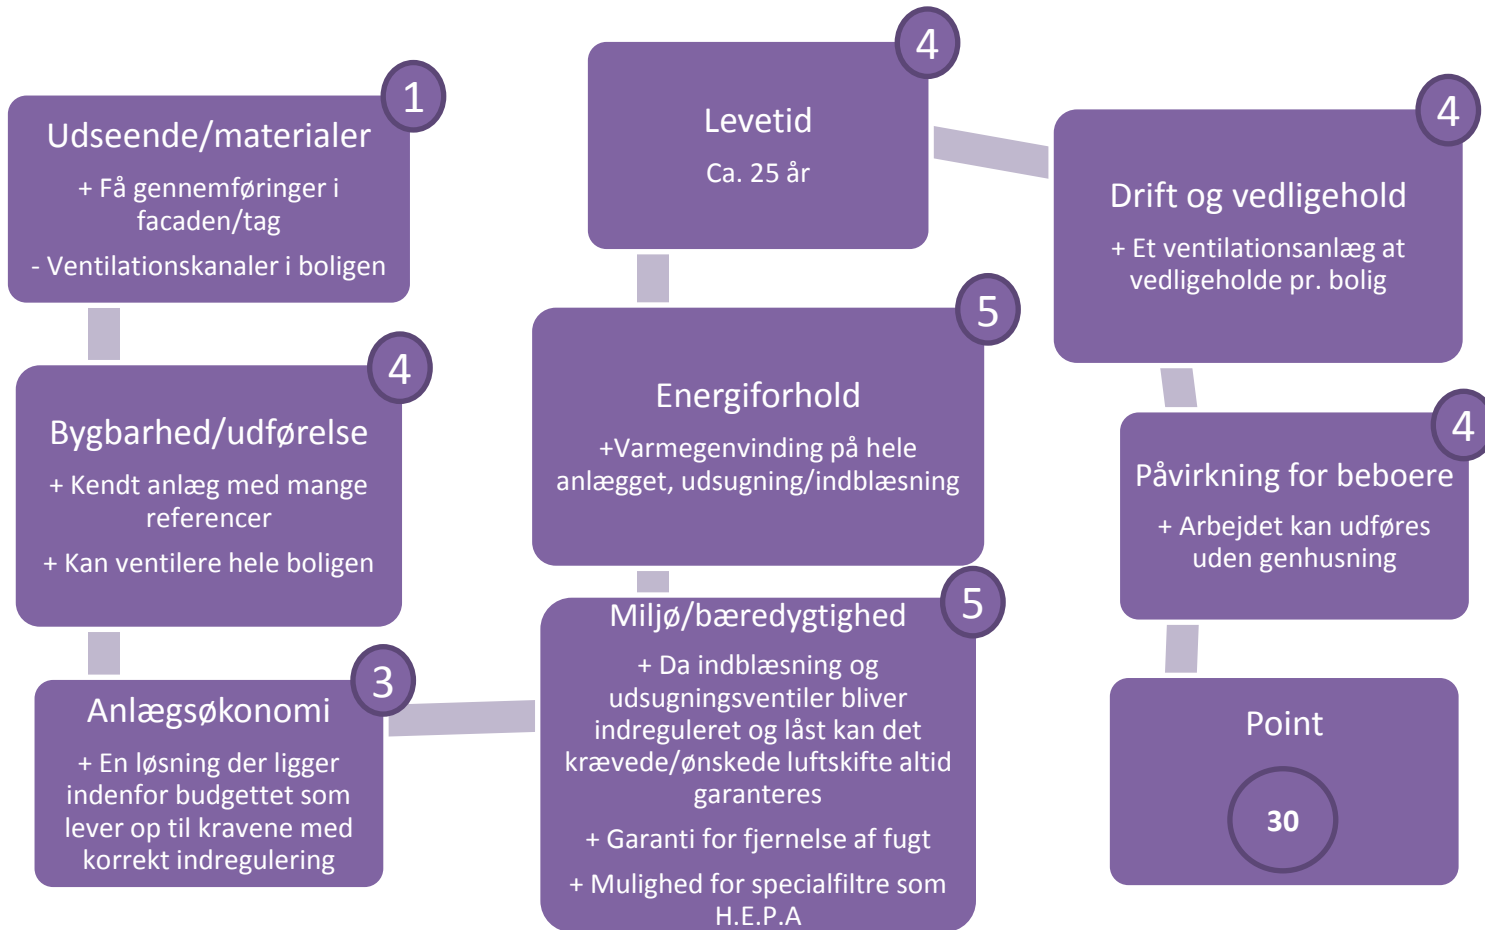 1
Udseende/materialer
+ Få gennemføringer i
facaden/tag
- Ventilationskanaler i boligen
4
Bygbarhed/udførelse
+ Kendt anlæg med mange
referencer
+ Kan ventilere hele boligen
3
Anlægsøkonomi
+ En løsning der ligger
indenfor budgettet som
lever op til kravene med
korrekt indregulering
5
Miljø/bæredygtighed
+ Da indblæsning og
udsugningsventiler bliver
indreguleret og låst kan det
krævede/ønskede luftskifte altid
garanteres
+ Garanti for fjernelse af fugt
+ Mulighed for specialfiltre som
H.E.P.A
5
Energiforhold
+Varmegenvinding på hele
anlægget, udsugning/indblæsning
4
Levetid
Ca. 25 år
4
Drift og vedligehold
+ Et ventilationsanlæg at
vedligeholde pr. bolig
4
Påvirkning for beboere
+ Arbejdet kan udføres
uden genhusning
Point
30